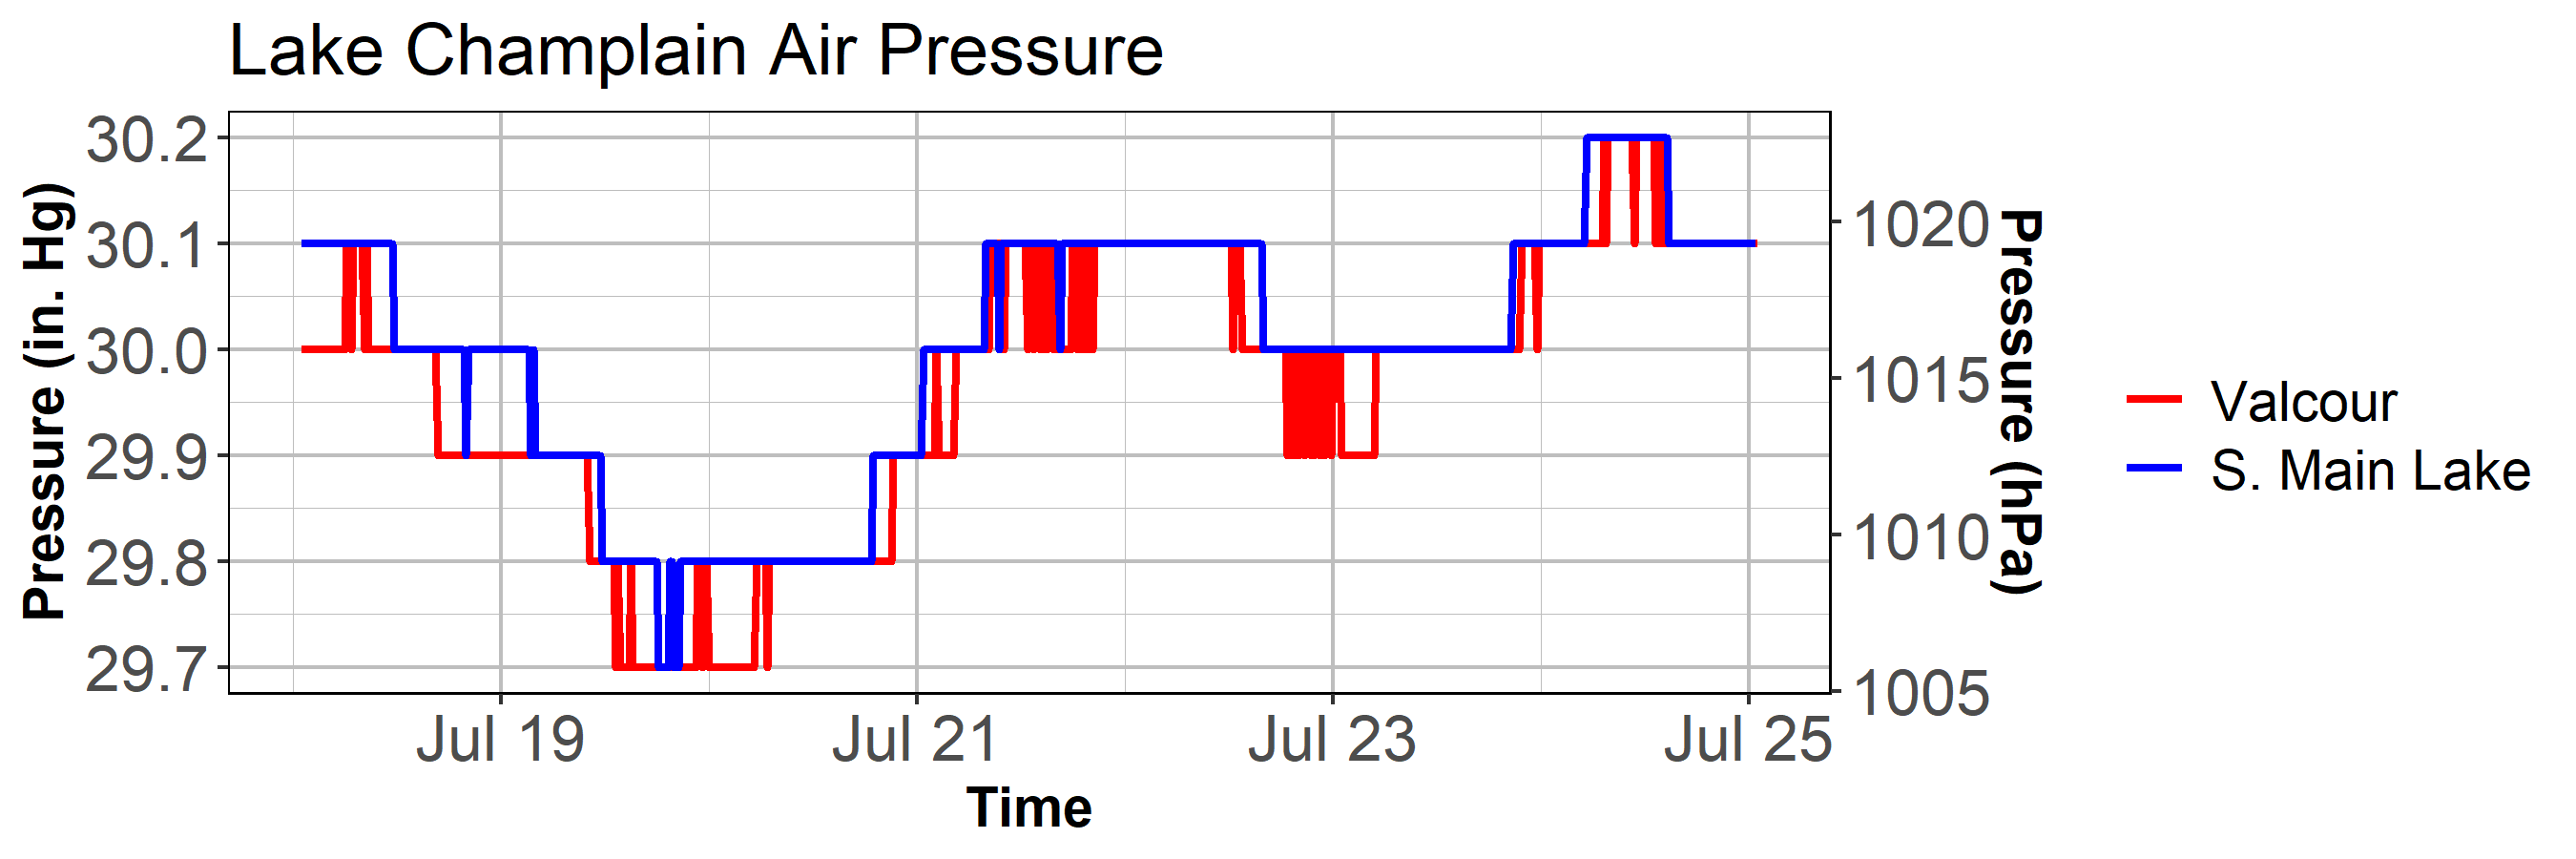 Lake Champlain Air Pressure
Pressure (in. Hg)
30.2
30.1
30.0
29.9
29.8
29.7
1020
1015
1010
1005
Pressure (hPa)
Jul 19 Jul 21 Jul 23 Jul 25
Time
Valcour
S. Main Lake